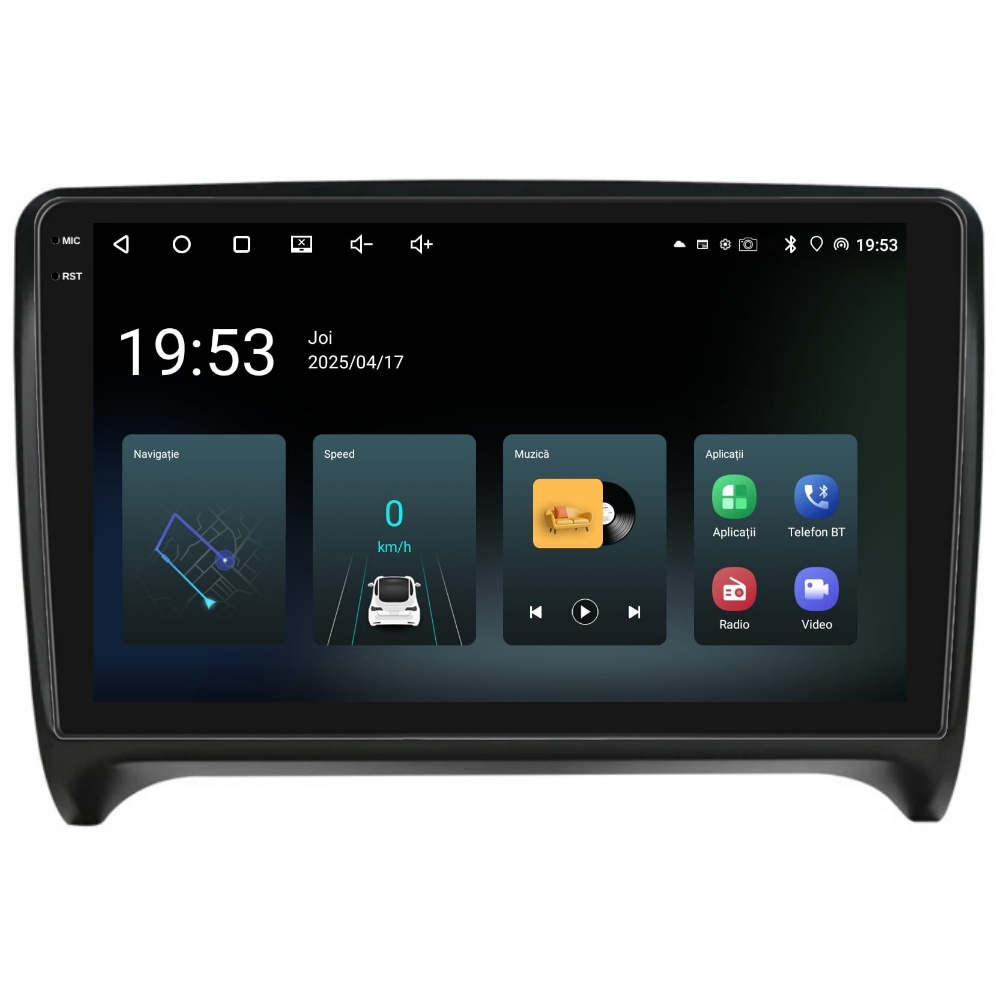 MIC
RST
19:53
19:53
Joi
2025/04/17
Navigație
Speed
0
km/h
Muzică
Aplicații
Aplicații
Telefon BT
Radio
Video